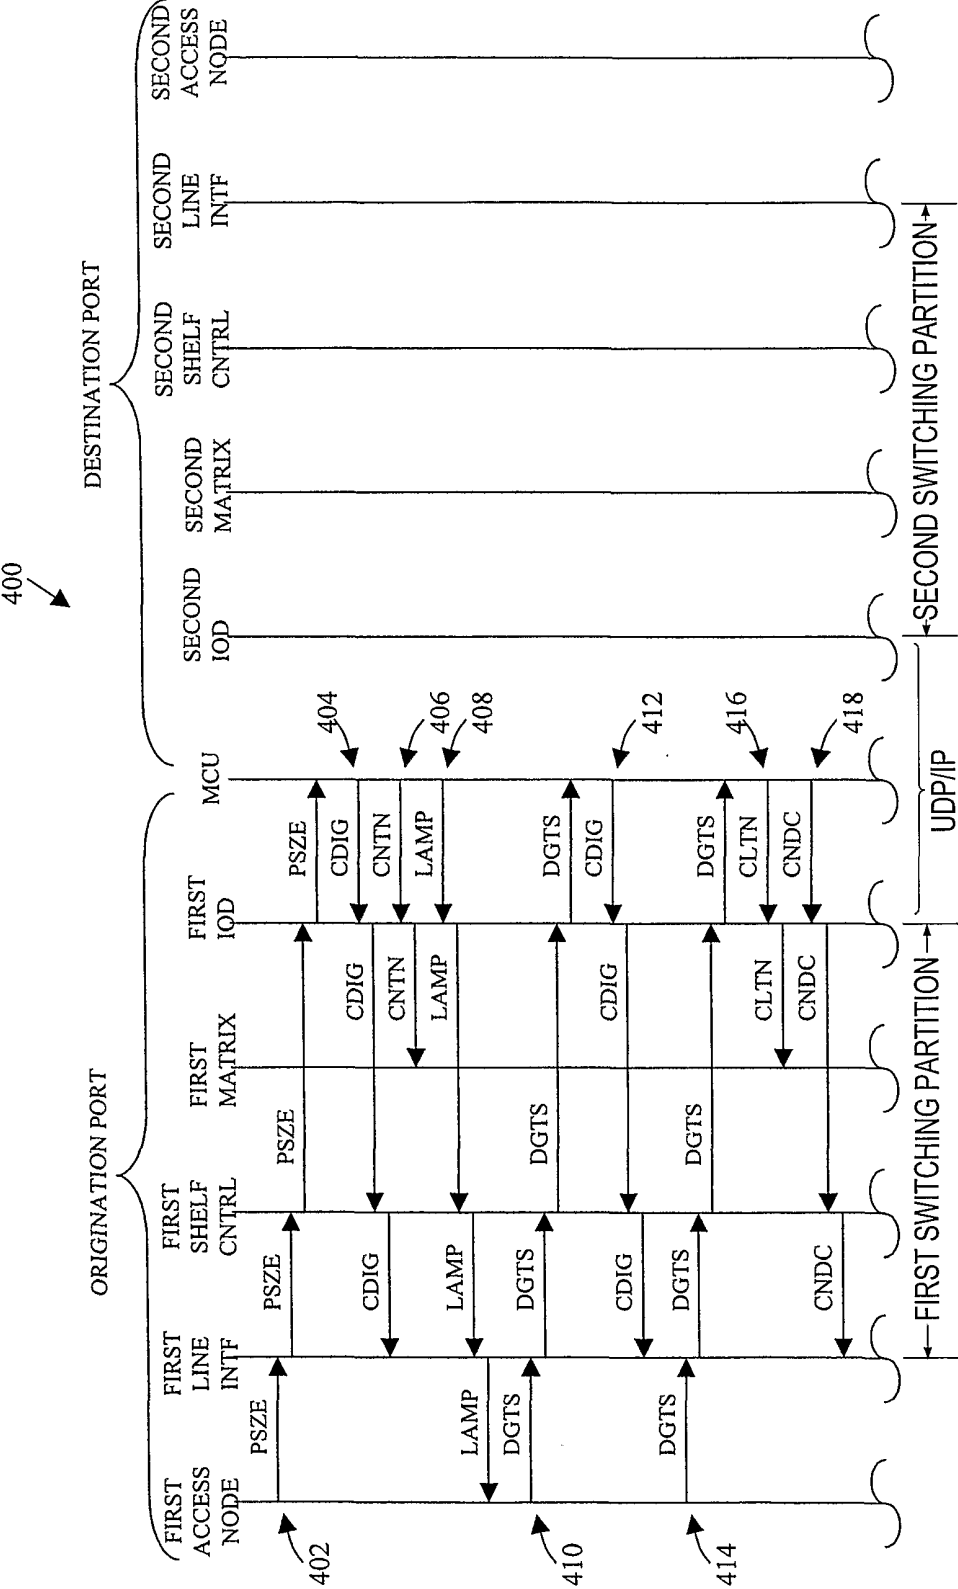 400
ORIGINATION PORT
DESTINATION PORT
FIRST
ACCESS
NODE
FIRST
LINE
INTF
FIRST
SHELF
CNTRL
FIRST
MATRIX
FIRST
IOD
MCU
SECOND
IOD
SECOND
MATRIX
SECOND
SHELF
CNTRL
SECOND
LINE
INTF
SECOND
ACCESS
NODE
402
PSZE
PSZE
PSZE
PSZE
CDIG
CDIG
CDIG
404
CNTN
CNTN
406
LAMP
LAMP
LAMP
LAMP
408
410
DGTS
DGTS
DGTS
DGTS
CDIG
CDIG
CDIG
412
414
DGTS
DGTS
DGTS
DGTS
CLTN
CLTN
416
CNDC
CNDC
CNDC
418
FIRST SWITCHING PARTITION
UDP/IP
SECOND SWITCHING PARTITION